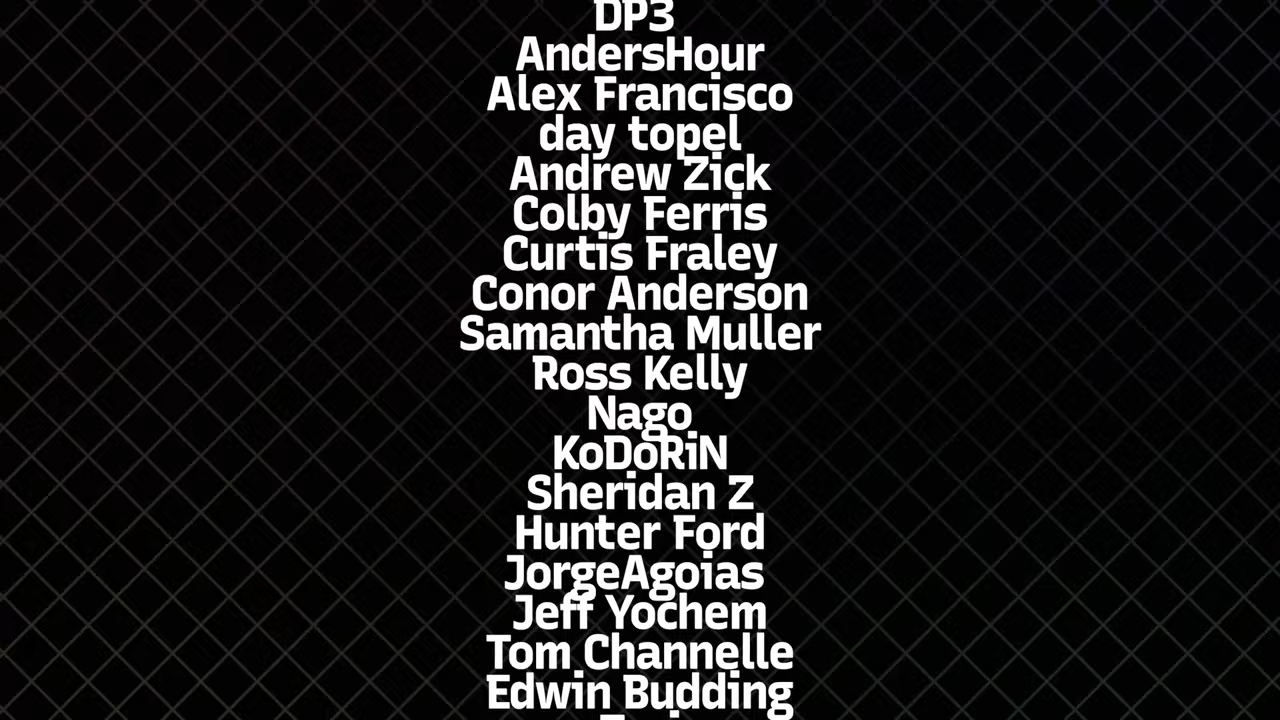 DP3
AndersHour
Alex Francisco
day topel
Andrew Zick
Colby Ferris
Curtis Fraley
Conor Anderson
Samantha Muller
Ross Kelly
Nago
KoDoRiN
Sheridan Z
Hunter Ford
JorgeAgoias
Jeff Yochem
Tom Channelle
Edwin Budding